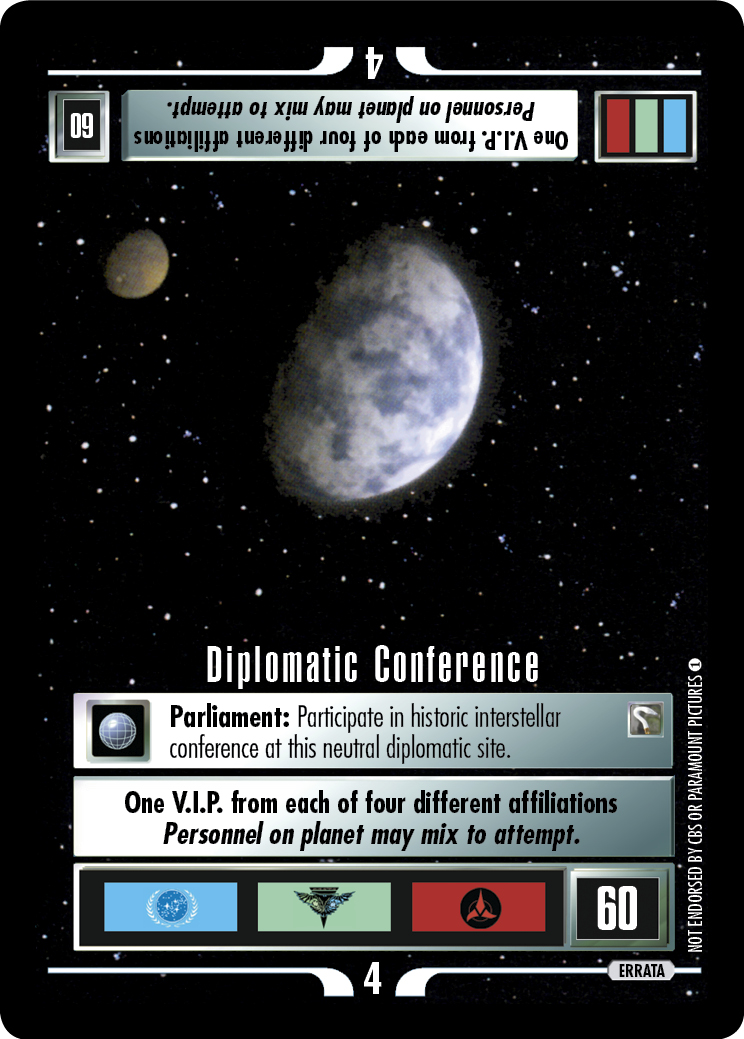 4
60
One V.I.P. from each of four different affiliations
Personnel on planet may mix to attempt.
Diplomatic Conference
Parliament: Participate in historic interstellar
conference at this neutral diplomatic site.
One V.I.P. from each of four different affiliations
Personnel on planet may mix to attempt.
60
4
ERRATA
NOT ENDORSED BY CBS OR PARAMOUNT PICTURES 1